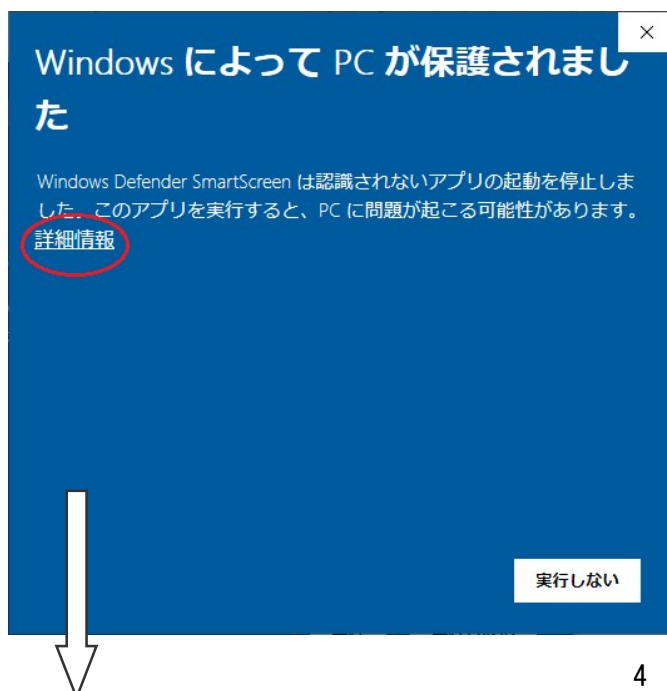 Windows によって PC が保護されまし
た
Windows Defender SmartScreen は認識されないアプリの起動を停止しま
した。このアプリを実行すると、PC に問題が起こる可能性があります。
詳細情報
実行しない
4